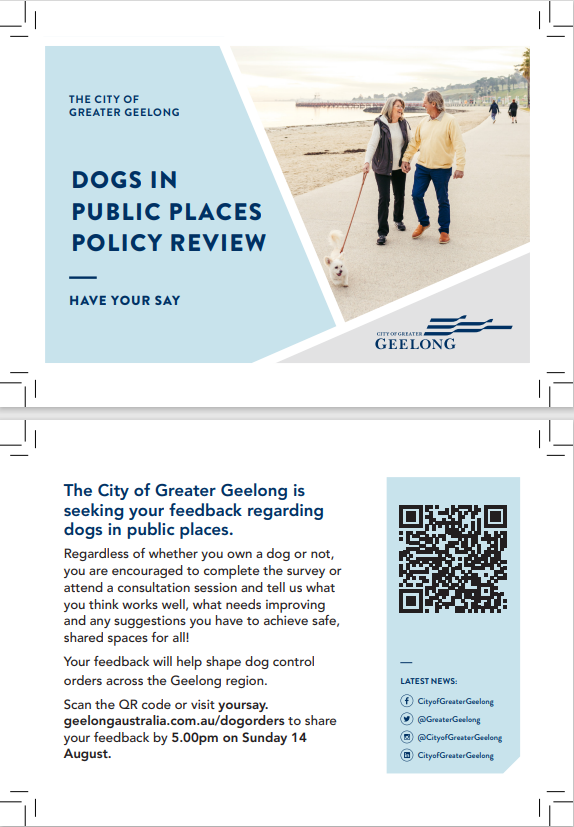 THE CITY OF
GREATER GEELONG
DOGS IN
PUBLIC PLACES
POLICY REVIEW
HAVE YOUR SAY
CITY OF GREATER
GEELONG
The City of Greater Geelong is
seeking your feedback regarding
dogs in public places.
Regardless of whether you own a dog or not,
you are encouraged to complete the survey or
attend a consultation session and tell us what
you think works well, what needs improving
and any suggestions you have to achieve safe,
shared spaces for all!
Your feedback will help shape dog control
orders across the Geelong region.
Scan the QR code or visit yoursay.
geelongaustralia.com.au/dogorders to share
your feedback by 5.00pm on Sunday 14
August.
LATEST NEWS:
CityofGreaterGeelong
@GreaterGeelong
@CityofGreaterGeelong
CityofGreaterGeelong